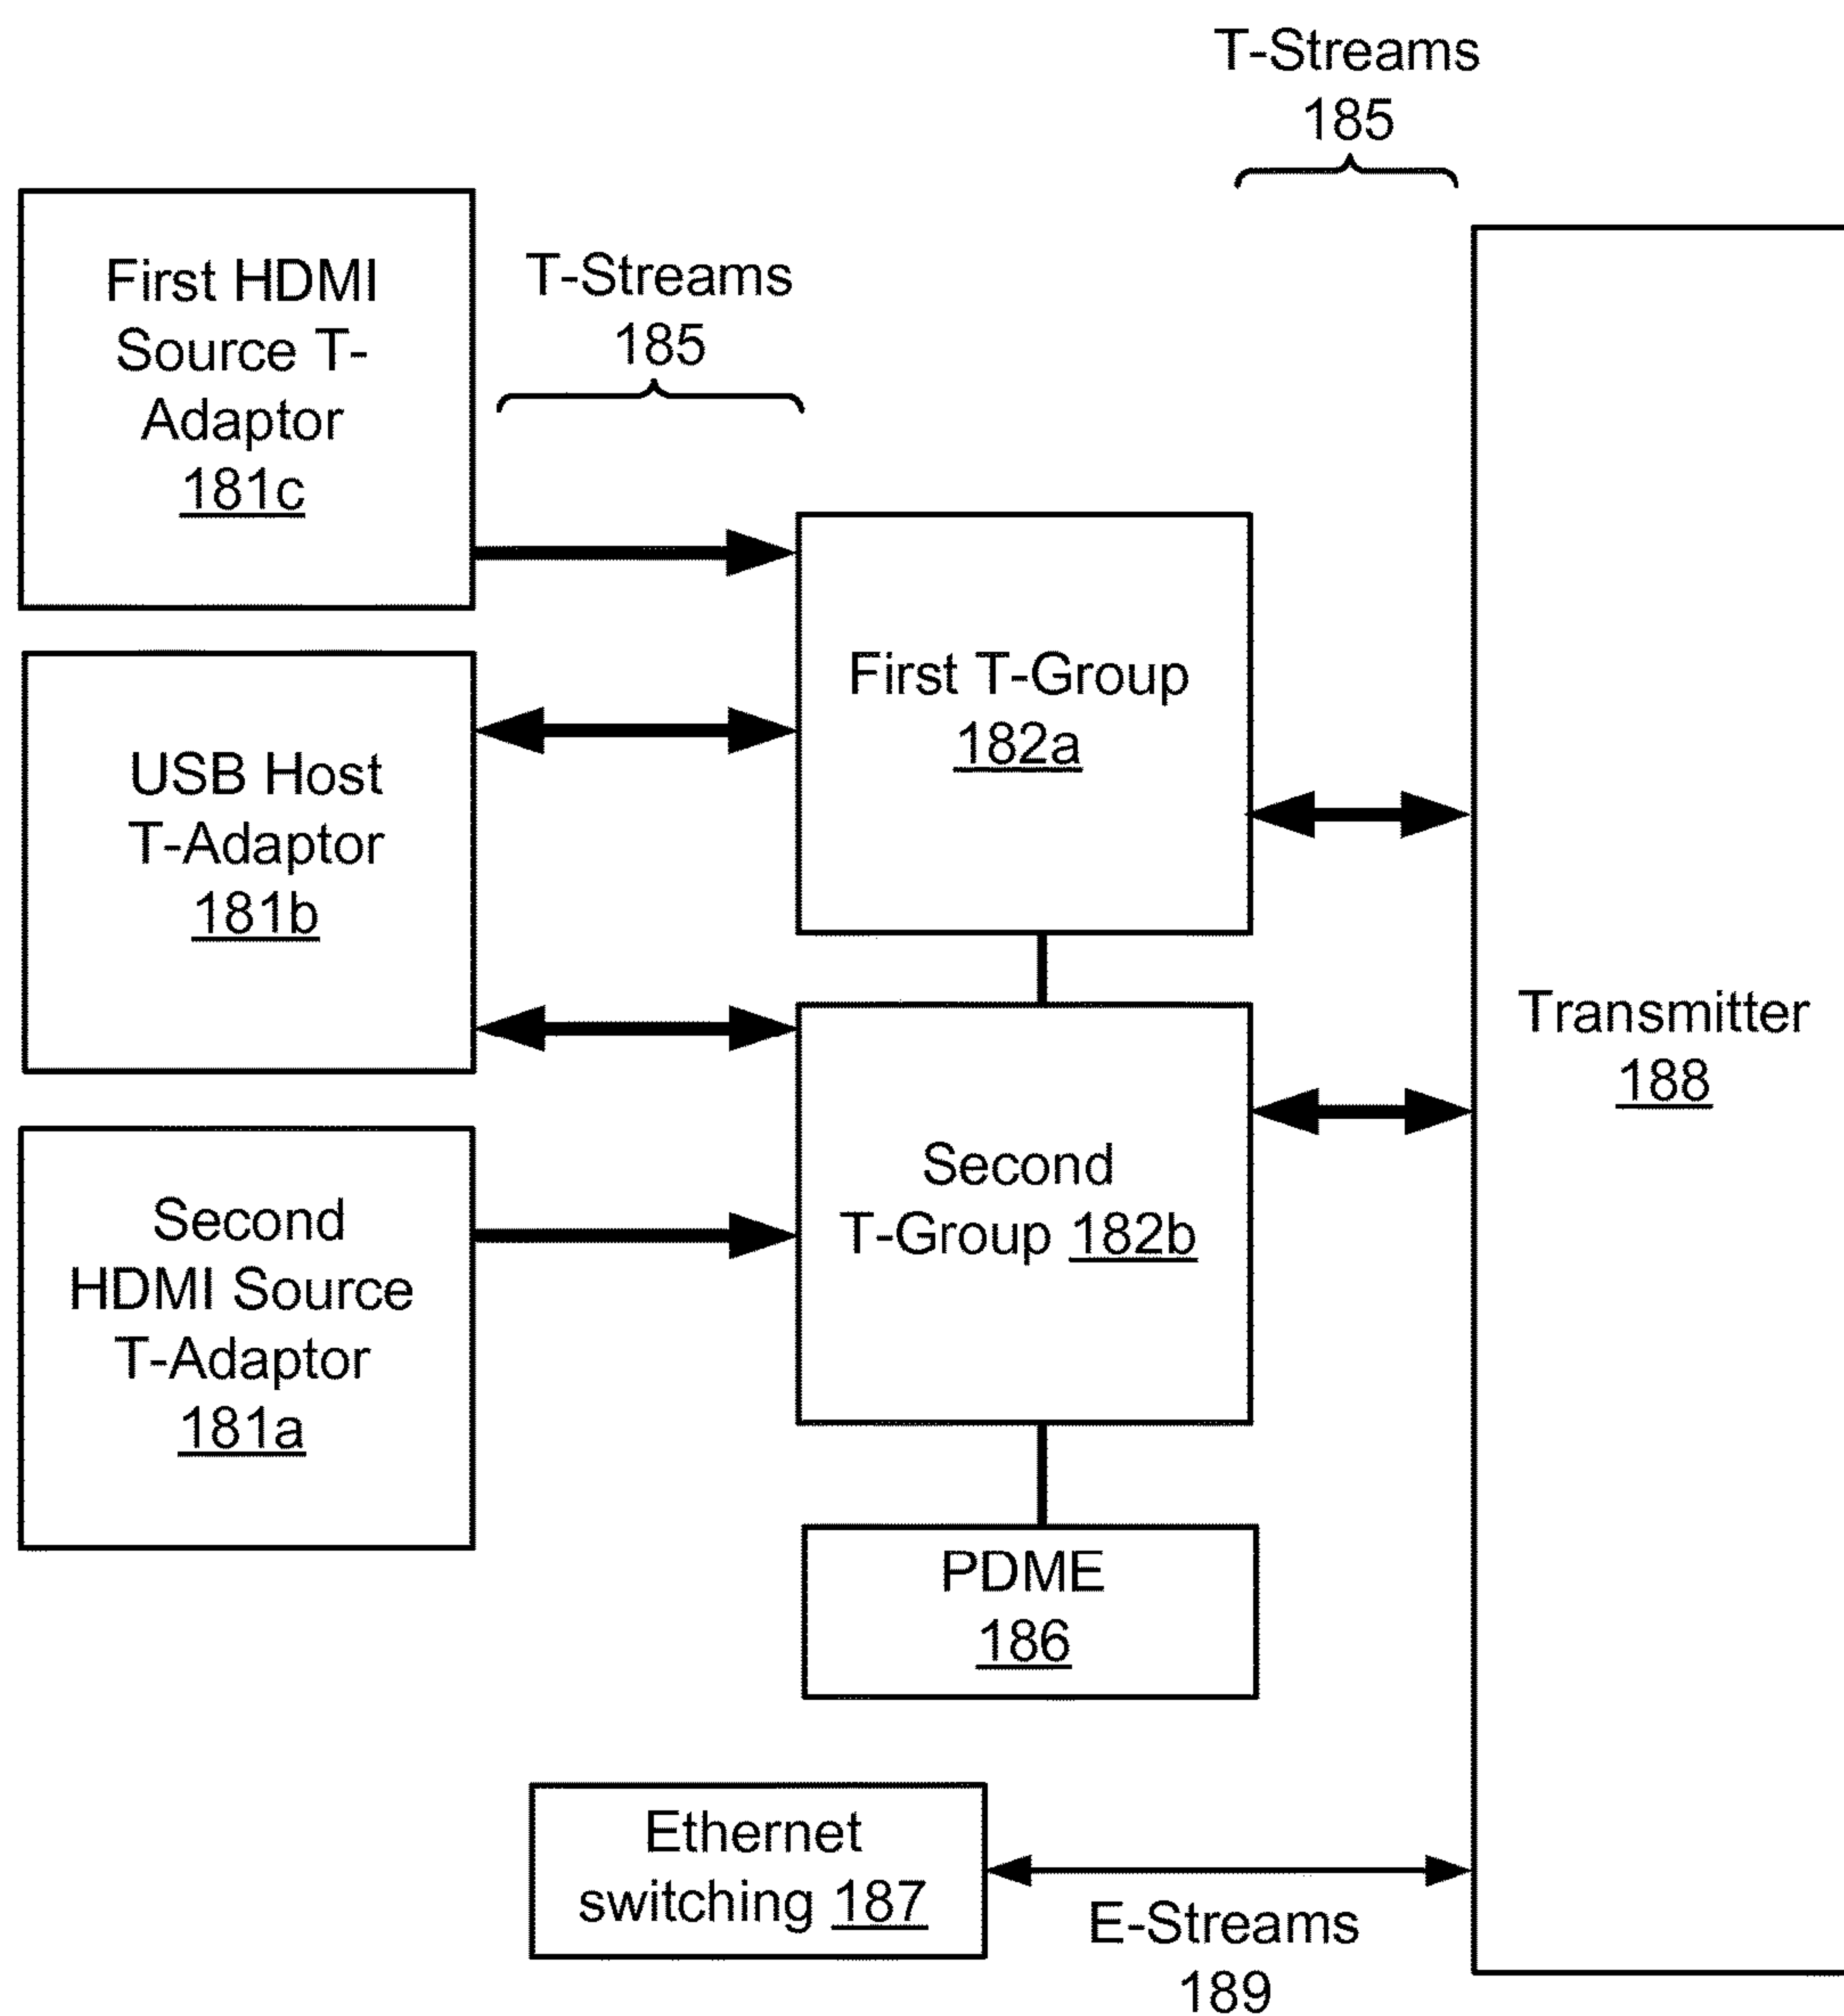 T-Streams
185
First HDMI
Source T-
Adaptor
181c
T-Streams
185
USB Host
T-Adaptor
181b
First T-Group
182a
Second
HDMI Source
T-Adaptor
181a
Second
T-Group 182b
Transmitter
188
PDME
186
Ethernet
switching 187
E-Streams
189